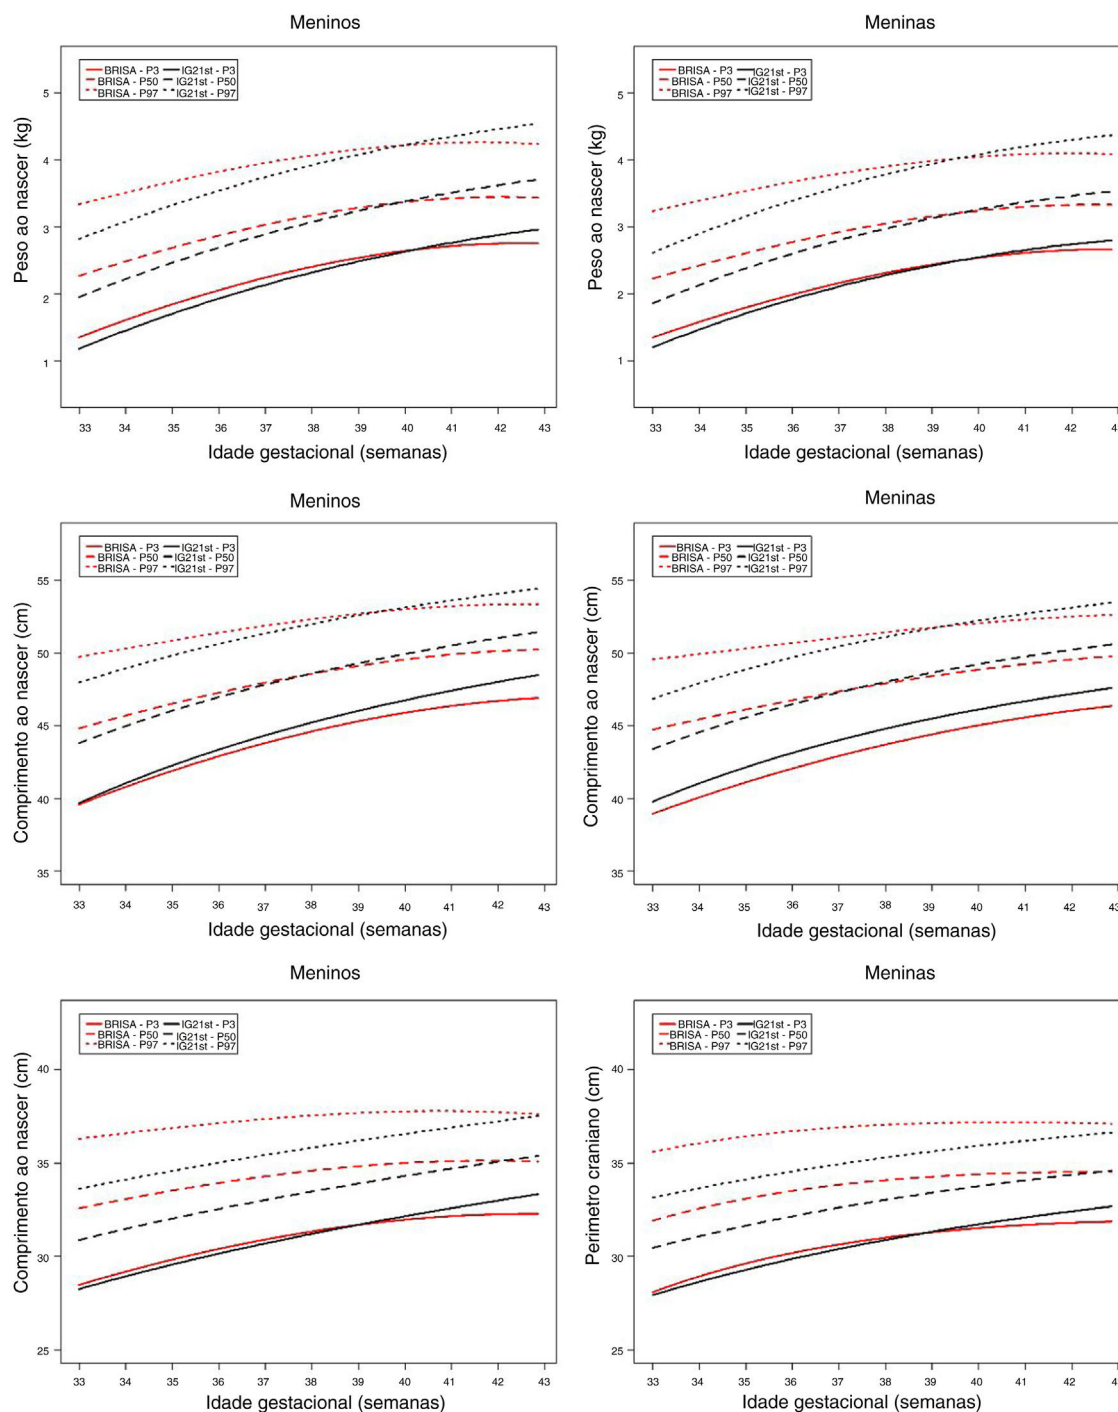 Meninos
BRISA - P3 IG21st - P3
BRISA - P50 IG21st - P50
BRISA - P97 IG21st - P97
Peso ao nascer (kg)
5
4
3
2
1
33 34 35 36 37 38 39 40 41 42 43
Idade gestacional (semanas)
Meninas
BRISA - P3 IG21st - P3
BRISA - P50 IG21st - P50
BRISA - P97 IG21st - P97
Peso ao nascer (kg)
5
4
3
2
1
33 34 35 36 37 38 39 40 41 42 4
Idade gestacional (semanas)
Meninos
BRISA - P3 IG21st - P3
BRISA - P50 IG21st - P50
BRISA - P97 IG21st - P97
Comprimento ao nascer (cm)
55
50
45
40
35
33 34 35 36 37 38 39 40 41 42 43
Idade gestacional (semanas)
Meninas
BRISA - P3 IG21st - P3
BRISA - P50 IG21st - P50
BRISA - P97 IG21st - P97
Comprimento ao nascer (cm)
55
50
45
40
35
33 34 35 36 37 38 39 40 41 42 43
Idade gestacional (semanas)
Meninos
BRISA - P3 IG21st - P3
BRISA - P50 IG21st - P50
BRISA - P97 IG21st - P97
Comprimento ao nascer (cm)
40
35
30
25
33 34 35 36 37 38 39 40 41 42 43
Idade gestacional (semanas)
Meninas
BRISA - P3 IG21st - P3
BRISA - P50 IG21st - P50
BRISA - P97 IG21st - P97
Perimetro craniano (cm)
40
35
30
25
33 34 35 36 37 38 39 40 41 42 4
Idade gestacional (semanas)